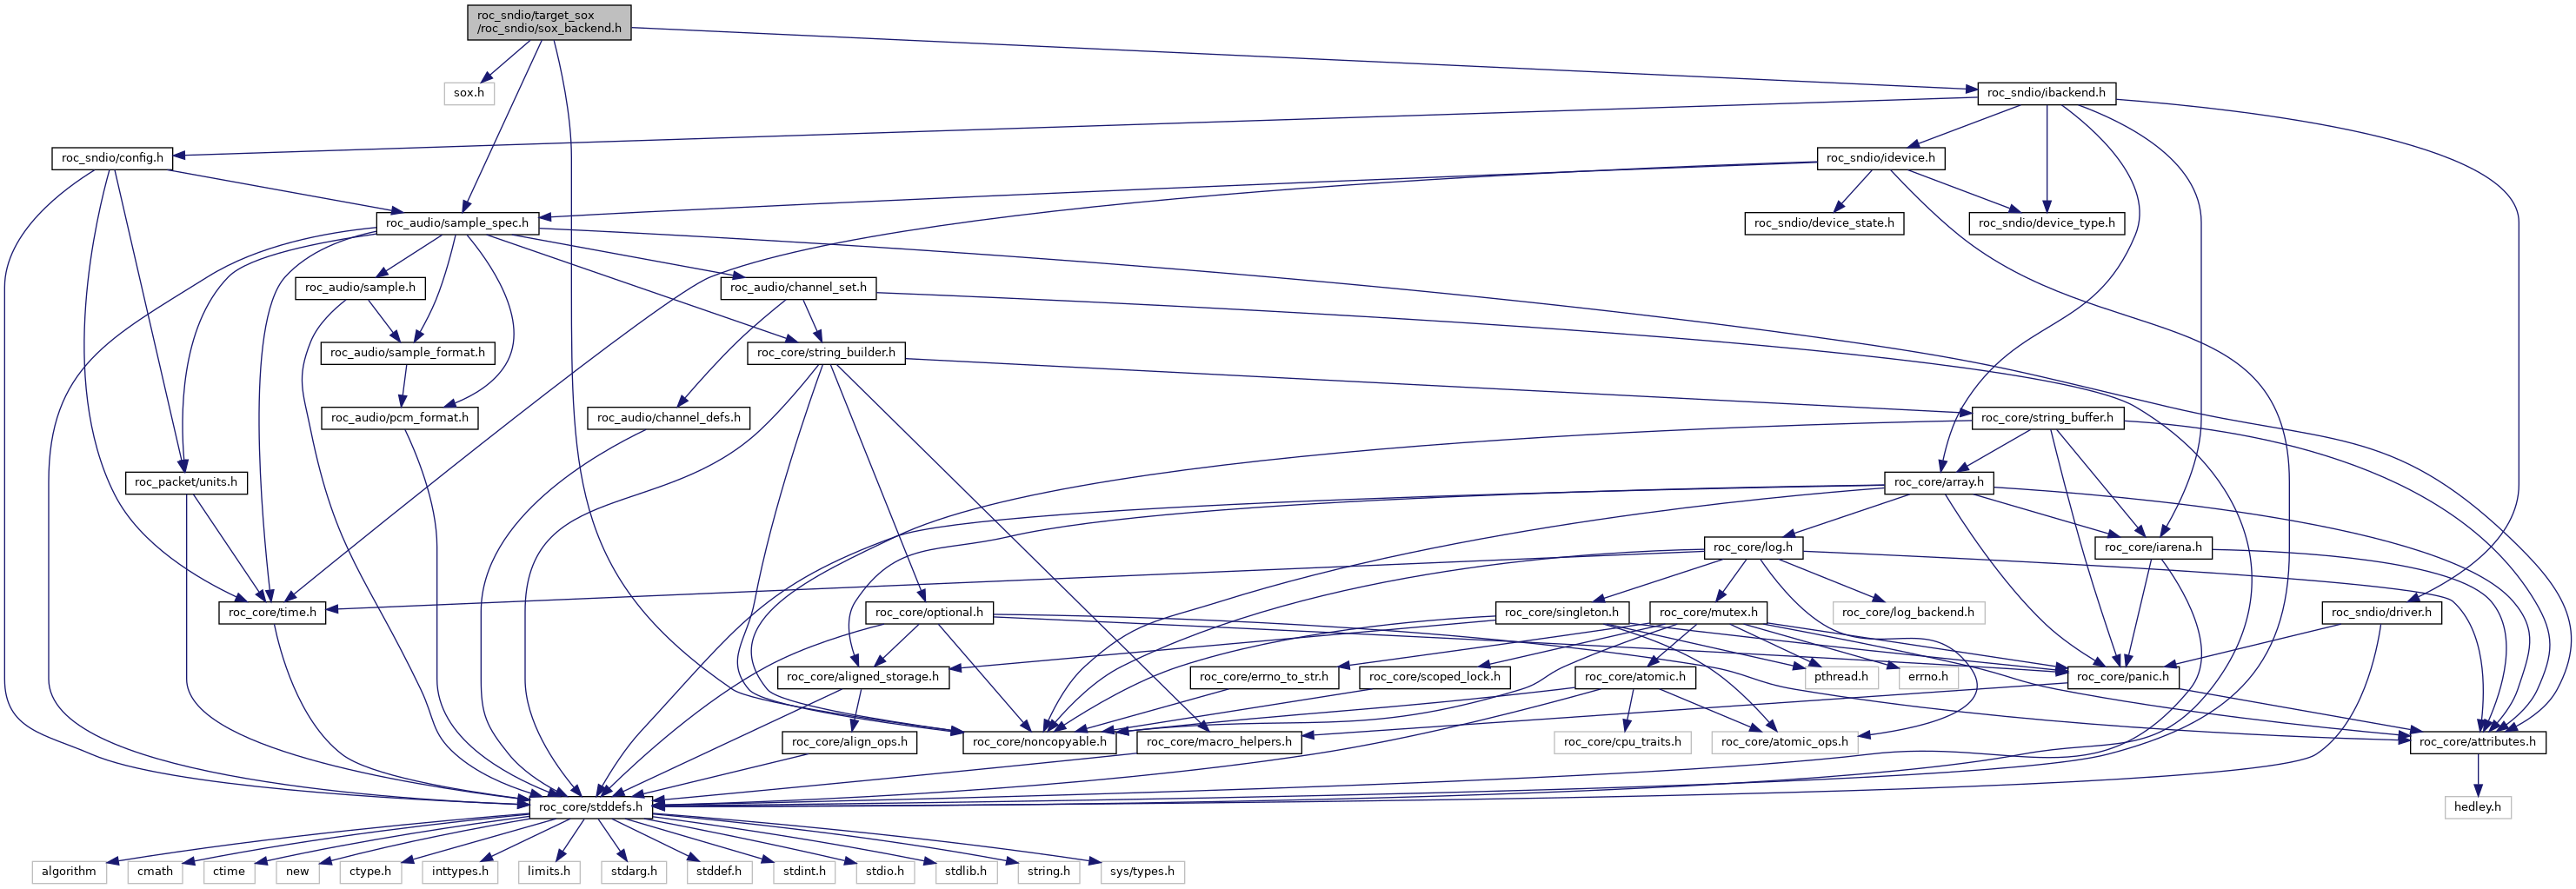 roc_sndio/target_sox
/roc_sndio/sox_backend.h
sox.h
roc_sndio/ibackend.h
roc_sndio/config.h
roc_sndio/idevice.h
roc_audio/sample_spec.h
roc_sndio/device_state.h
roc_sndio/device_type.h
roc_audio/sample.h
roc_audio/channel_set.h
roc_audio/sample_format.h
roc_core/string_builder.h
roc_audio/pcm_format.h
roc_audio/channel_defs.h
roc_core/string_buffer.h
roc_packet/units.h
roc_core/array.h
roc_core/log.h
roc_core/iarena.h
roc_core/time.h
roc_core/optional.h
roc_core/singleton.h
roc_core/mutex.h
roc_core/log_backend.h
roc_sndio/driver.h
roc_core/aligned_storage.h
roc_core/errno_to_str.h
roc_core/scoped_lock.h
roc_core/atomic.h
pthread.h
errno.h
roc_core/panic.h
roc_core/align_ops.h
roc_core/noncopyable.h
roc_core/macro_helpers.h
roc_core/cpu_traits.h
roc_core/atomic_ops.h
roc_core/attributes.h
roc_core/stddefs.h
hedley.h
algorithm
cmath
ctime
new
ctype.h
inttypes.h
limits.h
stdarg.h
stddef.h
stdint.h
stdio.h
stdlib.h
string.h
sys/types.h